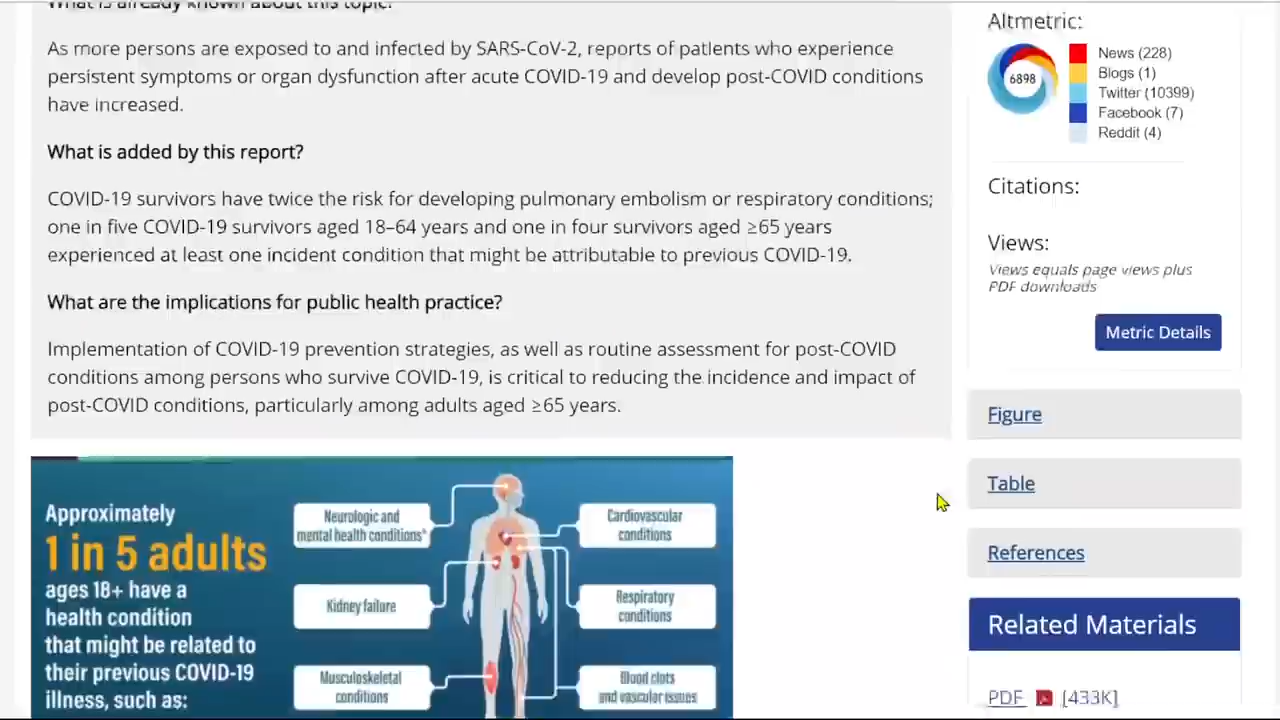 What is already known about this topic?
As more persons are exposed to and infected by SARS-CoV-2, reports of patients who experience
persistent symptoms or organ dysfunction after acute COVID-19 and develop post-COVID conditions
have increased.
What is added by this report?
COVID-19 survivors have twice the risk for developing pulmonary embolism or respiratory conditions;
one in five COVID-19 survivors aged 18–64 years and one in four survivors aged ≥65 years
experienced at least one incident condition that might be attributable to previous COVID-19.
What are the implications for public health practice?
Implementation of COVID-19 prevention strategies, as well as routine assessment for post-COVID
conditions among persons who survive COVID-19, is critical to reducing the incidence and impact of
post-COVID conditions, particularly among adults aged ≥65 years.
Approximately
1 in 5 adults
ages 18+ have a
health condition
that might be related to
their previous COVID-19
illness, such as:
Neurologic and
mental health conditions*
Kidney failure
Musculoskeletal
conditions
Cardiovascular
conditions
Respiratory
conditions
Blood clots
and vascular issues
Altmetric:
6898
News (228)
Blogs (1)
Twitter (10399)
Facebook (7)
Reddit (4)
Citations:
Views:
Views equals page views plus
PDF downloads
Metric Details
Figure
Table
References
Related Materials
PDF [433K]